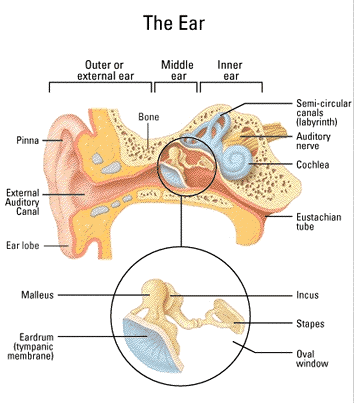 The Ear
Outer or
external ear
Middle
ear
Inner
ear
Bone
Semi-circular
canals
(labyrinth)
Auditory
nerve
Pinna
Cochlea
External
Auditory
Canal
Eustachian
tube
Ear lobe
Malleus
Incus
Stapes
Eardrum
(tympanic
membrane)
Oval
window